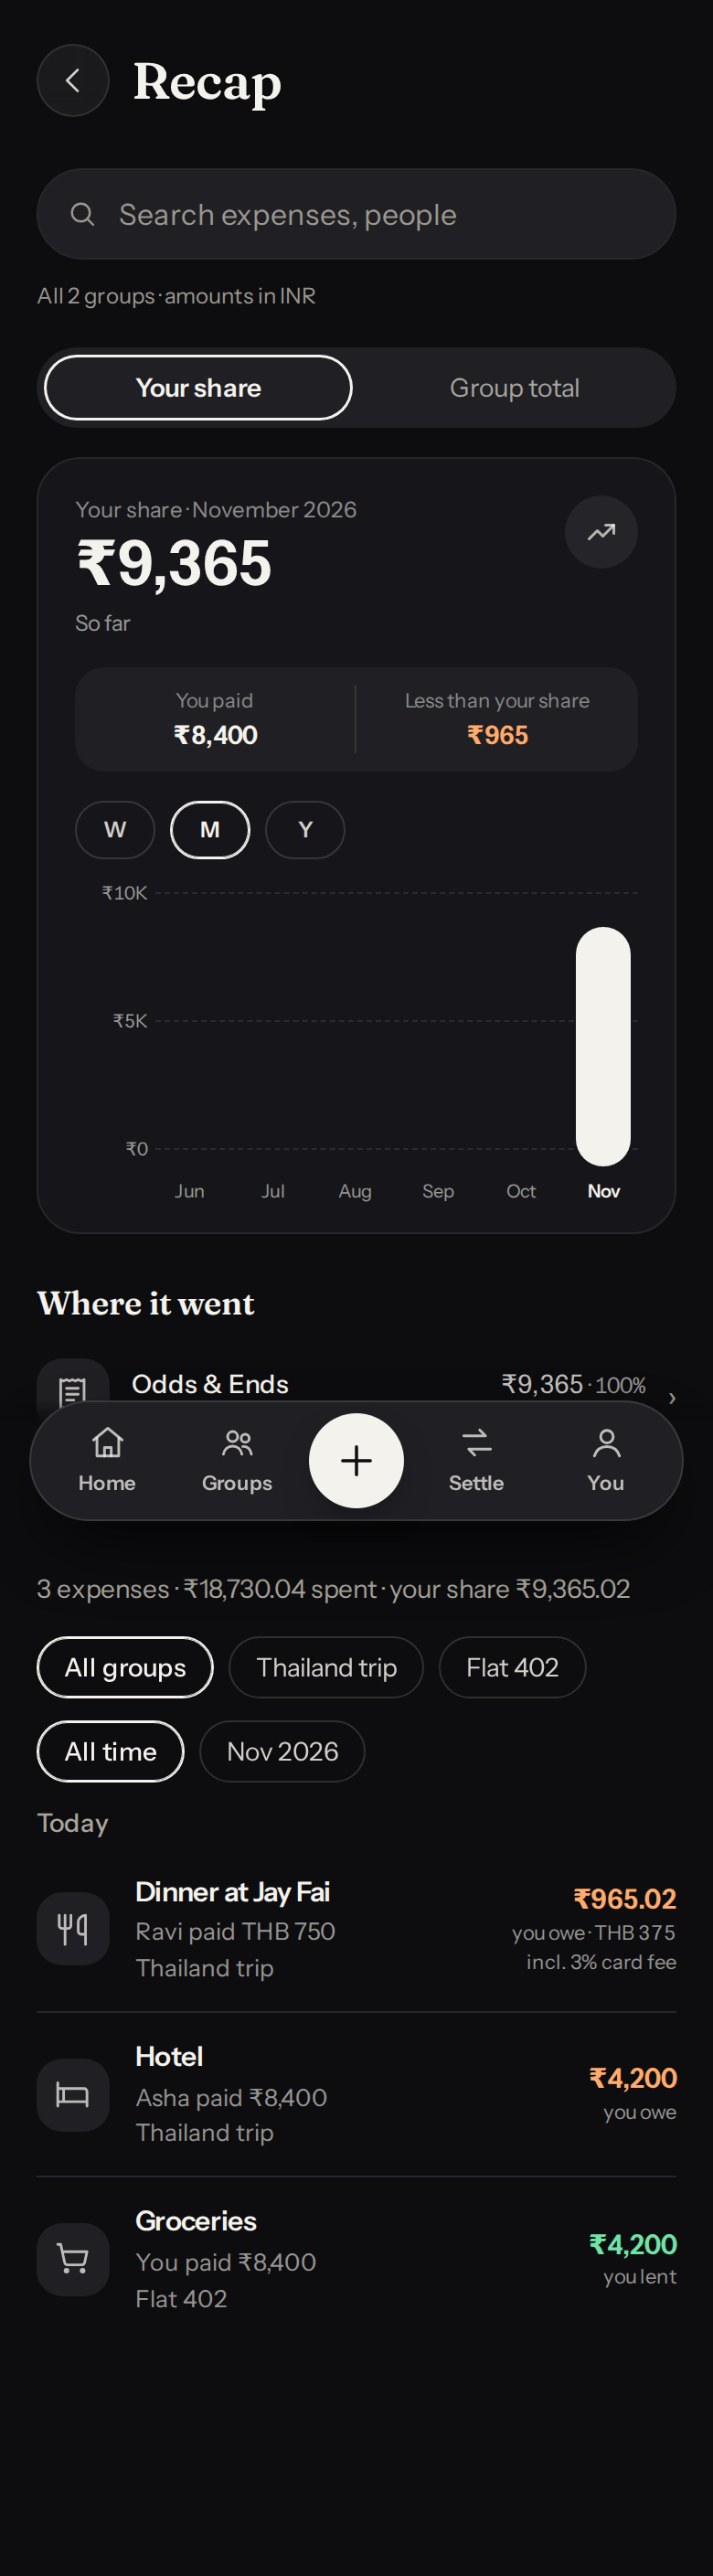 Recap
Search expenses, people
All 2 groups · amounts in INR
Your share
Group total
Your share · November 2026
₹9,365
So far
You paid
Less than your share
₹8,400
₹965
W
M
Y
₹10K
₹5K
₹0
Jun
Jul
Aug
Sep
Oct
Nov
Where it went
Odds & Ends
₹9,365 · 100%
Home
Groups
Settle
You
3 expenses · ₹18,730.04 spent · your share ₹9,365.02
All groups
Thailand trip
Flat 402
All time
Nov 2026
Today
Dinner at Jay Fai
₹965.02
Ravi paid THB 750
you owe · THB 375
Thailand trip
incl. 3% card fee
Hotel
₹4,200
Asha paid ₹8,400
you owe
Thailand trip
Groceries
₹4,200
You paid ₹8,400
you lent
Flat 402